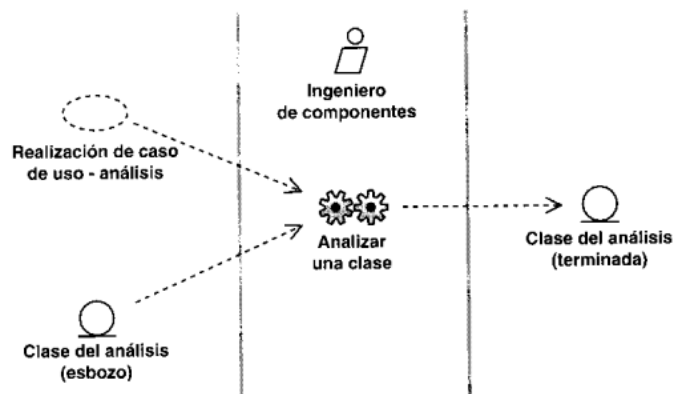 Ingeniero
de componentes
Realización de caso
de uso - análisis
Analizar
una clase
Clase del análisis
(terminada)
Clase del análisis
(esbozo)